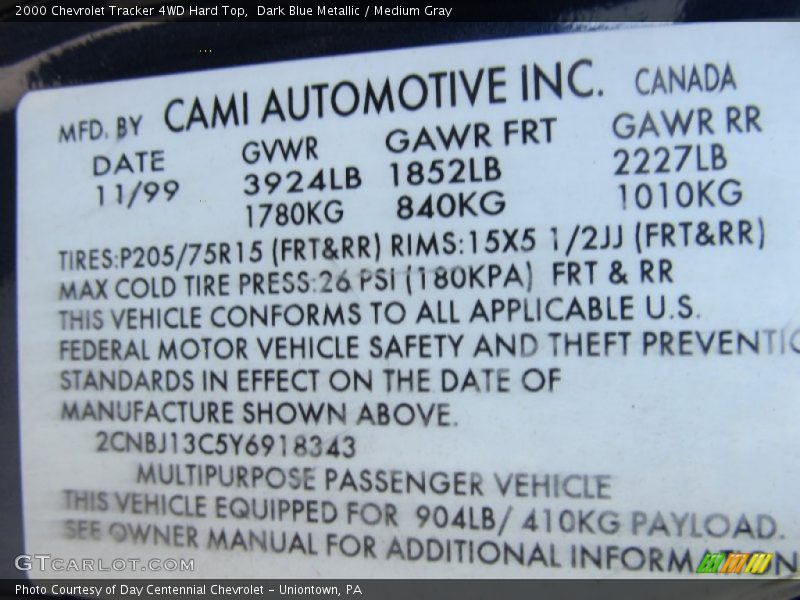 2000 Chevrolet Tracker 4WD Hard Top,  Dark Blue Metallic / Medium Gray
MFD. BY CAMI AUTOMOTIVE INC. CANADA
DATE GVWR GAWR FRT GAWR RR
11/99 3924LB 1852LB 2227LB
1780KG 840KG 1010KG
TIRES:P205/75R15 (FRT&RR) RIMS:15X5 1/2JJ (FRT&RR)
MAX COLD TIRE PRESS:26 PSI (180KPA) FRT & RR
THIS VEHICLE CONFORMS TO ALL APPLICABLE U.S.
FEDERAL MOTOR VEHICLE SAFETY AND THEFT PREVENTIO
STANDARDS IN EFFECT ON THE DATE OF
MANUFACTURE SHOWN ABOVE.
2CNBJ13C5Y6918343
MULTIPURPOSE PASSENGER VEHICLE
THIS VEHICLE EQUIPPED FOR 904LB/ 410KG PAYLOAD.
SEE OWNER MANUAL FOR ADDITIONAL INFORMATION
GTCARLOT.COM
Photo Courtesy of Day Centennial Chevrolet - Uniontown, PA